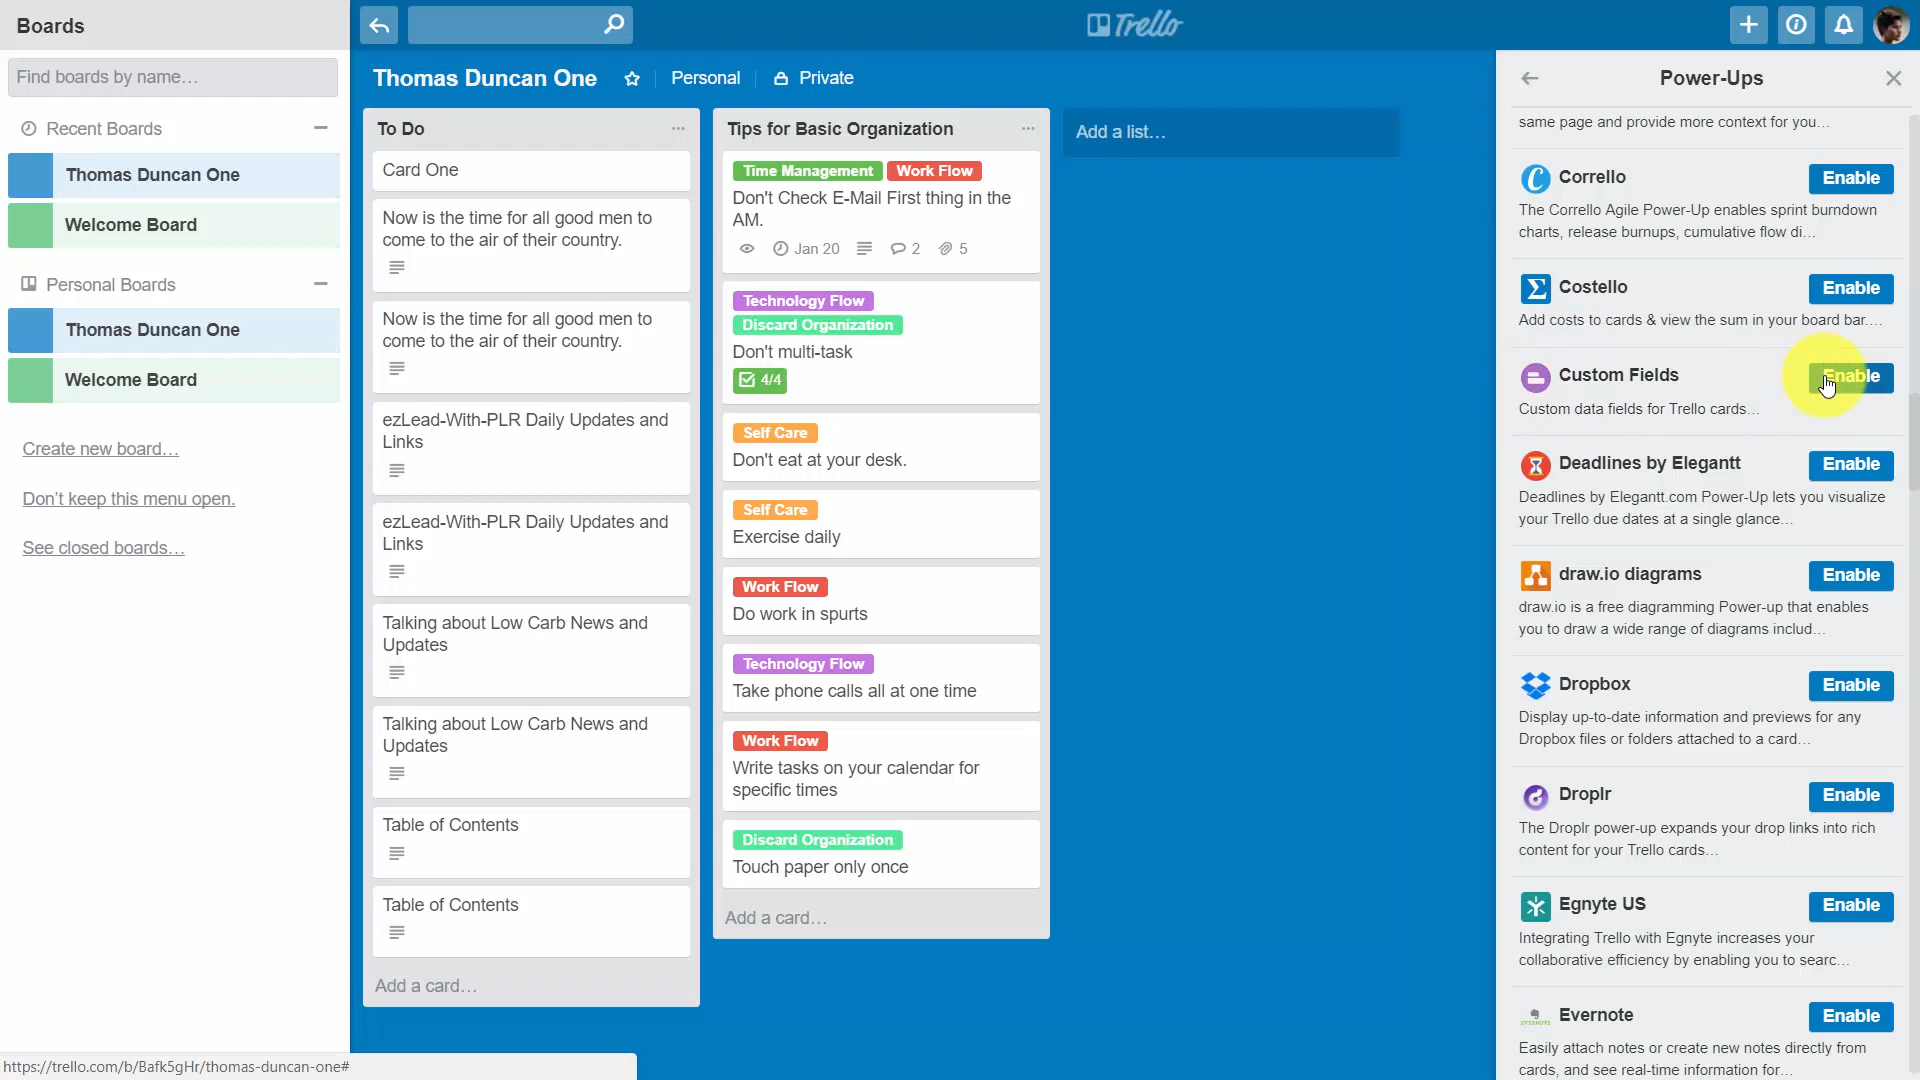 Boards
Find boards by name…
Recent Boards
Thomas Duncan One
Welcome Board
Personal Boards
Thomas Duncan One
Welcome Board
Create new board…
Don't keep this menu open.
See closed boards…
https://trello.com/b/Bafk5gHr/thomas-duncan-one#
Trello
Thomas Duncan One
Personal
Private
To Do
Card One
Now is the time for all good men to
come to the air of their country.
Now is the time for all good men to
come to the air of their country.
ezLead-With-PLR Daily Updates and
Links
ezLead-With-PLR Daily Updates and
Links
Talking about Low Carb News and
Updates
Talking about Low Carb News and
Updates
Table of Contents
Table of Contents
Add a card…
Tips for Basic Organization
Time Management Work Flow
Don't Check E-Mail First thing in the
AM.
Jan 20 2 5
Technology Flow
Discard Organization
Don't multi-task
4/4
Self Care
Don't eat at your desk.
Self Care
Exercise daily
Work Flow
Do work in spurts
Technology Flow
Take phone calls all at one time
Work Flow
Write tasks on your calendar for
specific times
Discard Organization
Touch paper only once
Add a card…
Add a list…
Power-Ups
same page and provide more context for you…
Corrello Enable
The Corrello Agile Power-Up enables sprint burndown
charts, release burnups, cumulative flow di…
Costello Enable
Add costs to cards & view the sum in your board bar.…
Custom Fields Enable
Custom data fields for Trello cards…
Deadlines by Elegantt Enable
Deadlines by Elegantt.com Power-Up lets you visualize
your Trello due dates at a single glance…
draw.io diagrams Enable
draw.io is a free diagramming Power-up that enables
you to draw a wide range of diagrams includ…
Dropbox Enable
Display up-to-date information and previews for any
Dropbox files or folders attached to a card…
Droplr Enable
The Droplr power-up expands your drop links into rich
content for your Trello cards…
Egnyte US Enable
Integrating Trello with Egnyte increases your
collaborative efficiency by enabling you to searc…
EVERNOTE
Evernote Enable
Easily attach notes or create new notes directly from
cards, and see real-time information for…